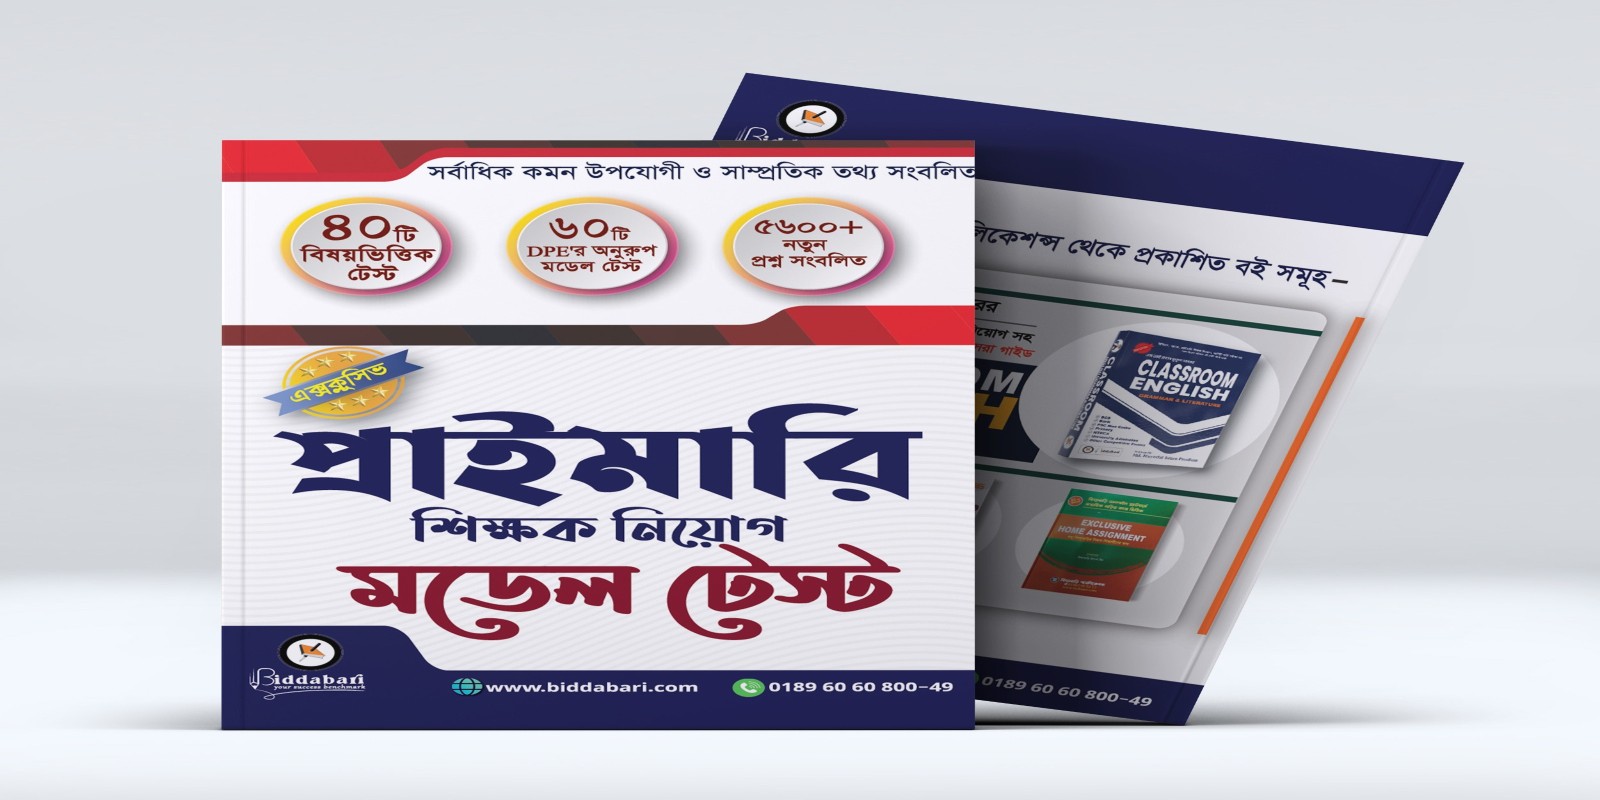 সর্বাধিক কমন উপযোগী ও সাম্প্রতিক তথ্য সংবলিত
৪০টি
বিষয়ভিত্তিক
টেস্ট
৬০টি
DPE'র অনুরুপ
মডেল টেস্ট
৫৬০০+
নতুন
প্রশ্ন সংবলিত
এক্সক্লুসিভ
প্রাইমারি
শিক্ষক নিয়োগ
মডেল টেস্ট
Biddabari
your success benchmark
www.biddabari.com
0189 60 60 800-49
লিকেশন্স থেকে প্রকাশিত বই সমূহ-
CLASSROOM
ENGLISH
GRAMMAR & LITERATURE
CLASSROOM
EXCLUSIVE
HOME ASSIGNMENT
0189 60 60 800-49